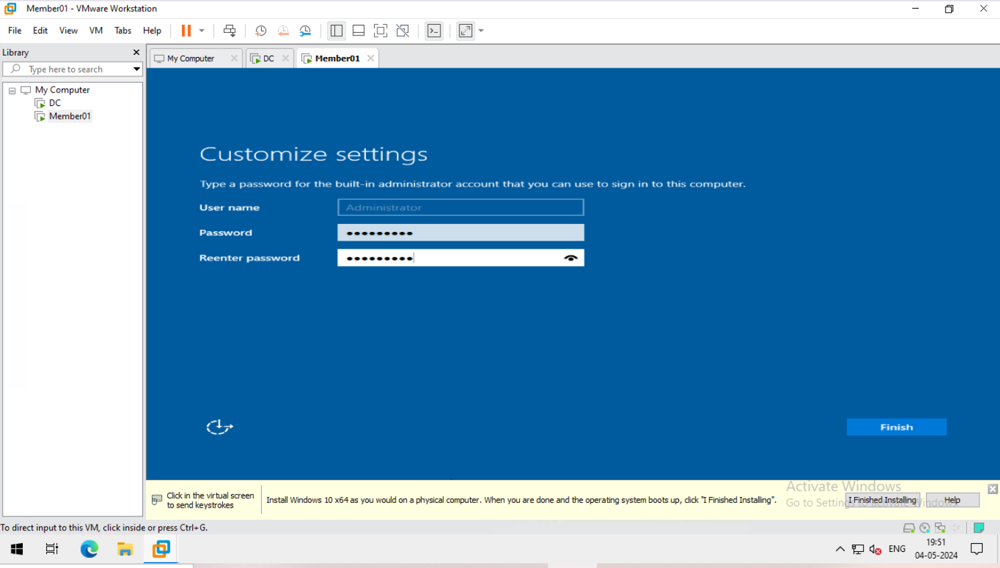 Member01 - VMware Workstation
File Edit View VM Tabs Help
Library
Type here to search
My Computer
DC
Member01
My Computer
DC
Member01
Customize settings
Type a password for the built-in administrator account that you can use to sign in to this computer.
User name
Administrator
Password
Reenter password
Finish
Click in the virtual screen
to send keystrokes
Install Windows 10 x64 as you would on a physical computer. When you are done and the operating system boots up, click "I Finished Installing".
I Finished Installing
Help
Activate Windows
Go to Settings to activate Windows.
To direct input to this VM, click inside or press Ctrl+G.
ENG
19:51
04-05-2024